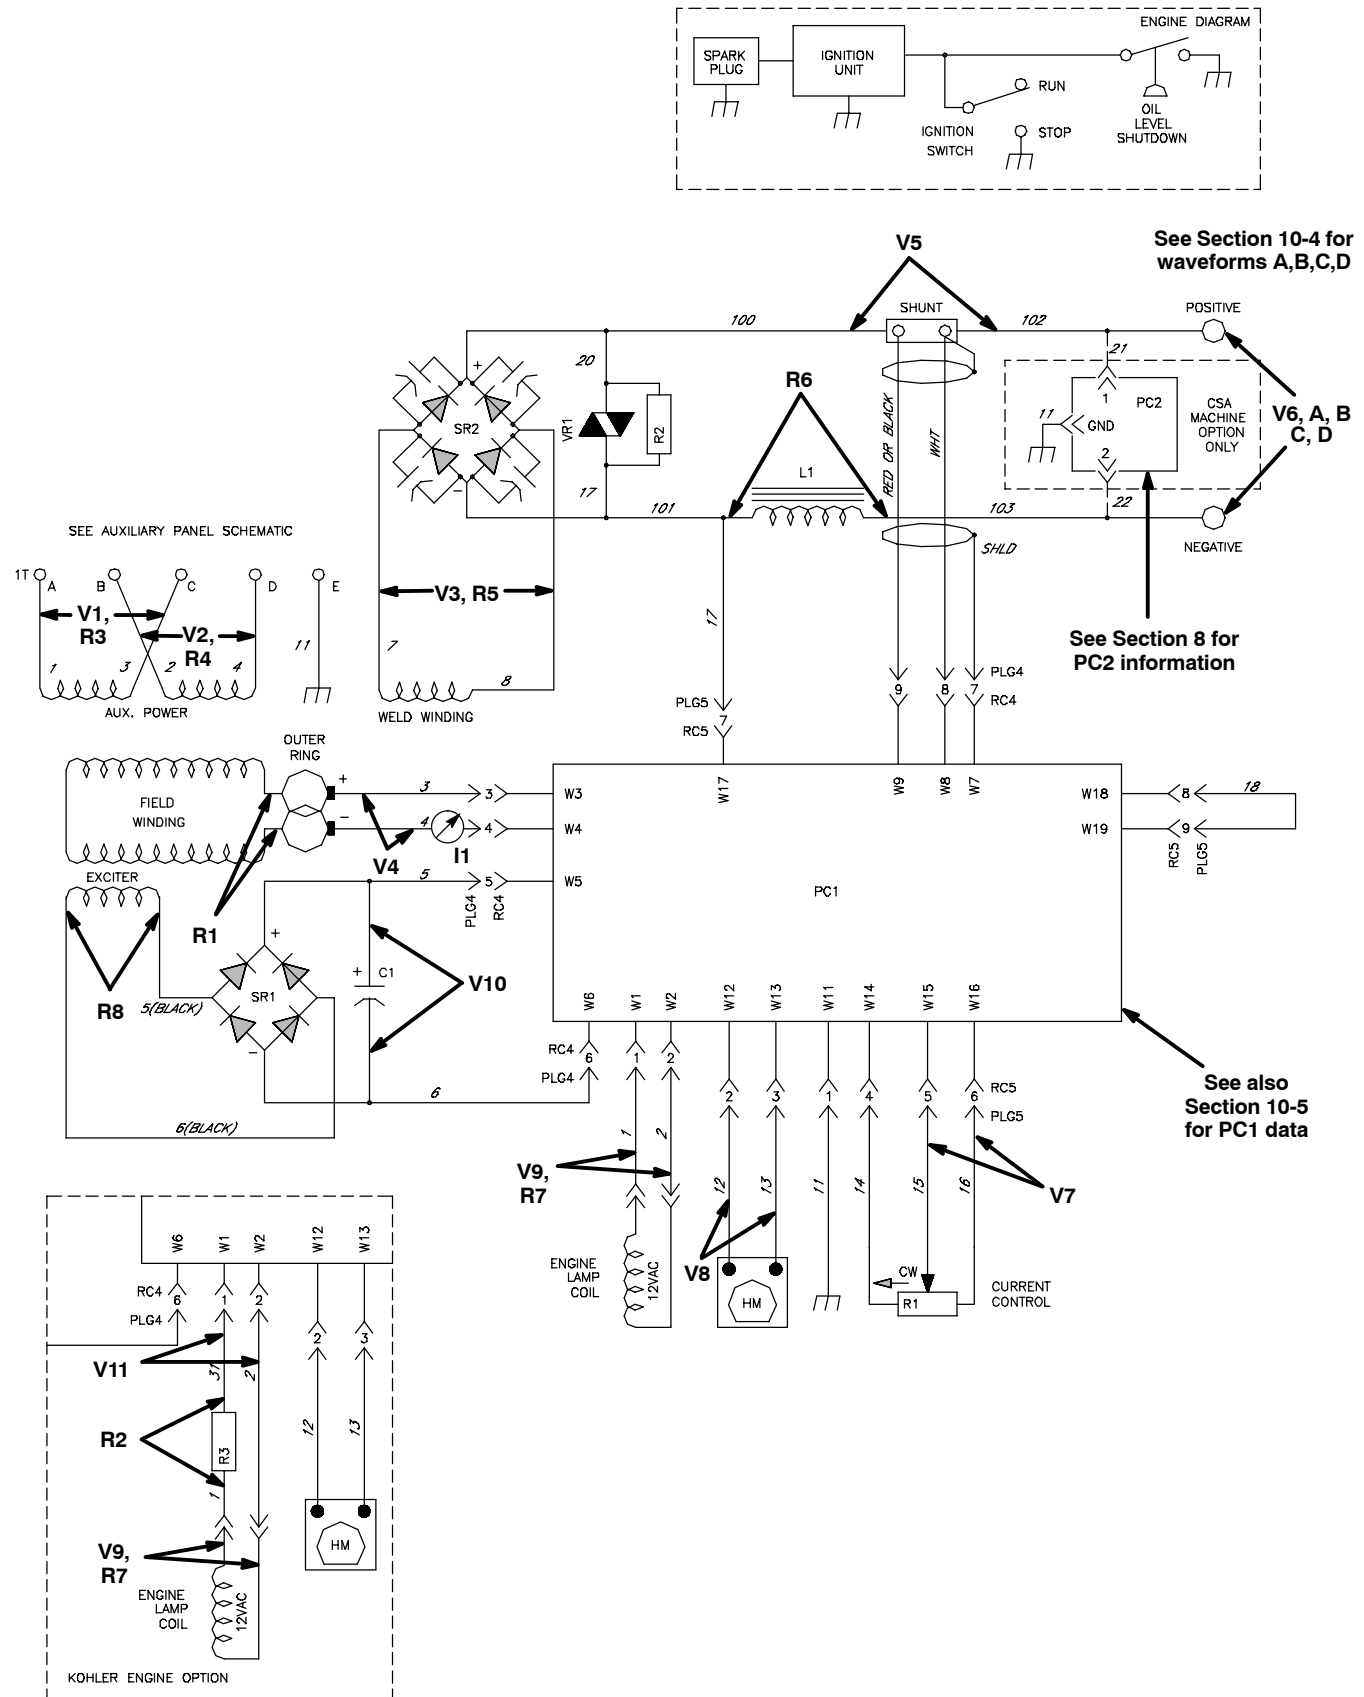 ENGINE DIAGRAM
SPARK
PLUG
IGNITION
UNIT
RUN
IGNITION
SWITCH
STOP
OIL
LEVEL
SHUTDOWN
See Section 10-4 for
waveforms A,B,C,D
V5
SHUNT
POSITIVE
100
102
20
21
SR2
+
−
VR1
R2
R6
L1
RED OR BLACK
WHT
1
PC2
11
GND
2
CSA
MACHINE
OPTION
ONLY
V6, A, B
C, D
17
101
103
22
SHLD
NEGATIVE
SEE AUXILIARY PANEL SCHEMATIC
1T
A
B
C
D
E
V1,
R3
V2,
R4
1
3
2
4
11
AUX. POWER
V3, R5
7
8
WELD WINDING
17
See Section 8 for
PC2 information
PLG5
7
RC5
9
8
7
PLG4
RC4
OUTER
RING
FIELD
WINDING
+
−
3
3
4
4
V4
I1
W3
W4
W5
W17
W9
W8
W7
W18
W19
8
18
9
RC5
PLG5
PC1
EXCITER
5
5
PLG4
RC4
R1
R8
5(BLACK)
SR1
+
−
+
C1
V10
6
6(BLACK)
W6
W1
W2
W12
W13
W11
W14
W15
W16
RC4
6
PLG4
1
2
2
3
1
4
5
6
RC5
PLG5
See also
Section 10-5
for PC1 data
1
2
V9,
R7
12
13
11
14
15
16
V7
V8
ENGINE
LAMP
COIL
12VAC
HM
CW
R1
CURRENT
CONTROL
W6
W1
W2
W12
W13
RC4
6
PLG4
1
2
2
3
V11
31
2
R2
R3
12
13
1
HM
V9,
R7
ENGINE
LAMP
COIL
12VAC
KOHLER ENGINE OPTION